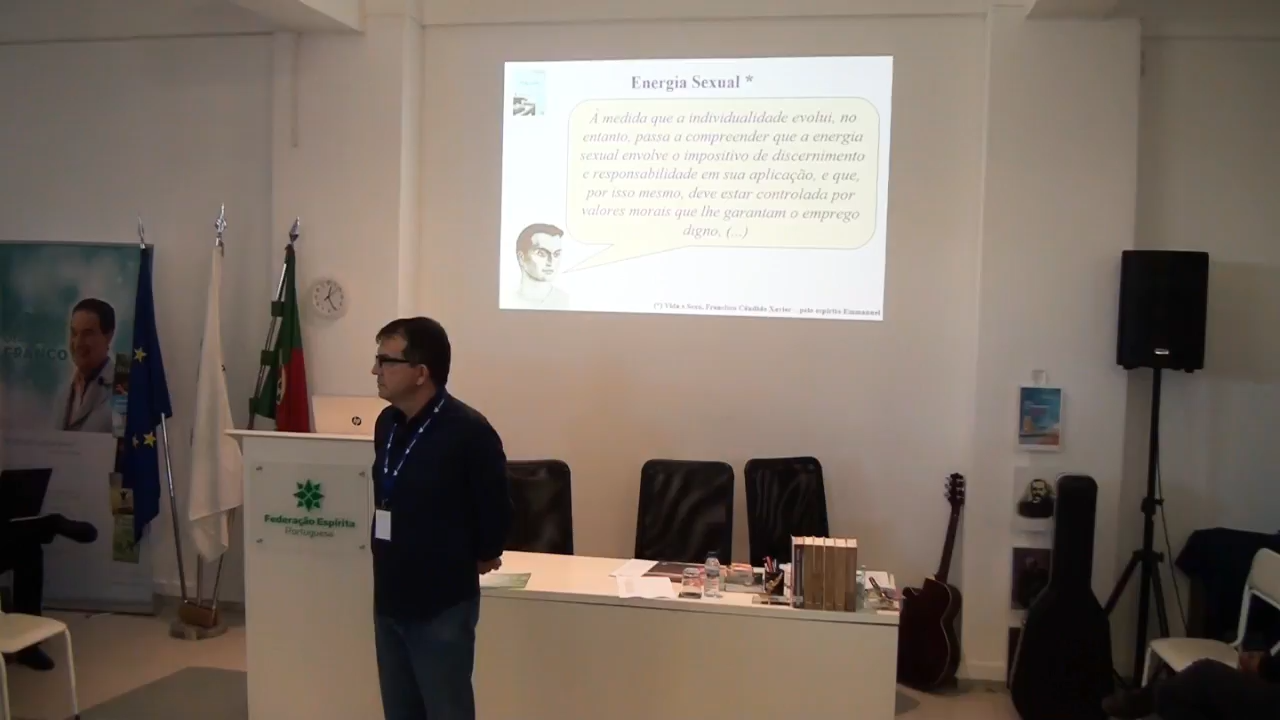 Energia Sexual *
À medida que a individualidade evolui, no
entanto, passa a compreender que a energia
sexual envolve o impositivo de discernimento
e responsabilidade em sua aplicação, e que,
por isso mesmo, deve estar controlada por
valores morais que lhe garantam o emprego
digno, (...)
(*) Vida e Sexo, Francisco Cândido Xavier - pelo espírito Emmanuel
FRANCO
hp
Federação Espírita
Portuguesa